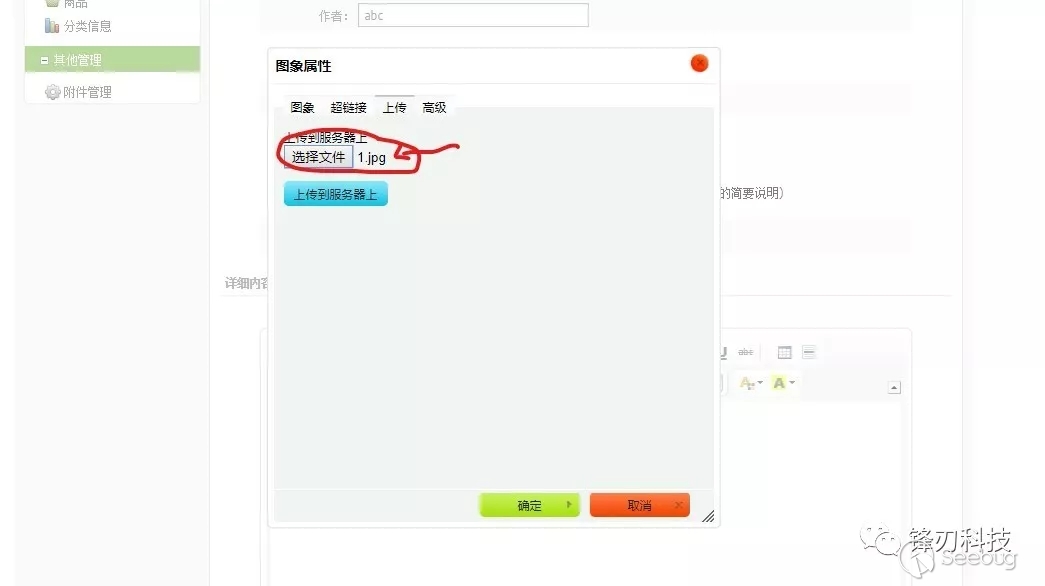 商品
作者： abc
分类信息
其他管理
图象属性
附件管理
图象 超链接 上传 高级
上传到服务器上
选择文件 1.jpg
上传到服务器上
的简要说明）
详细内容
U abc
A A
确定 取消
锋刃科技
Seebug